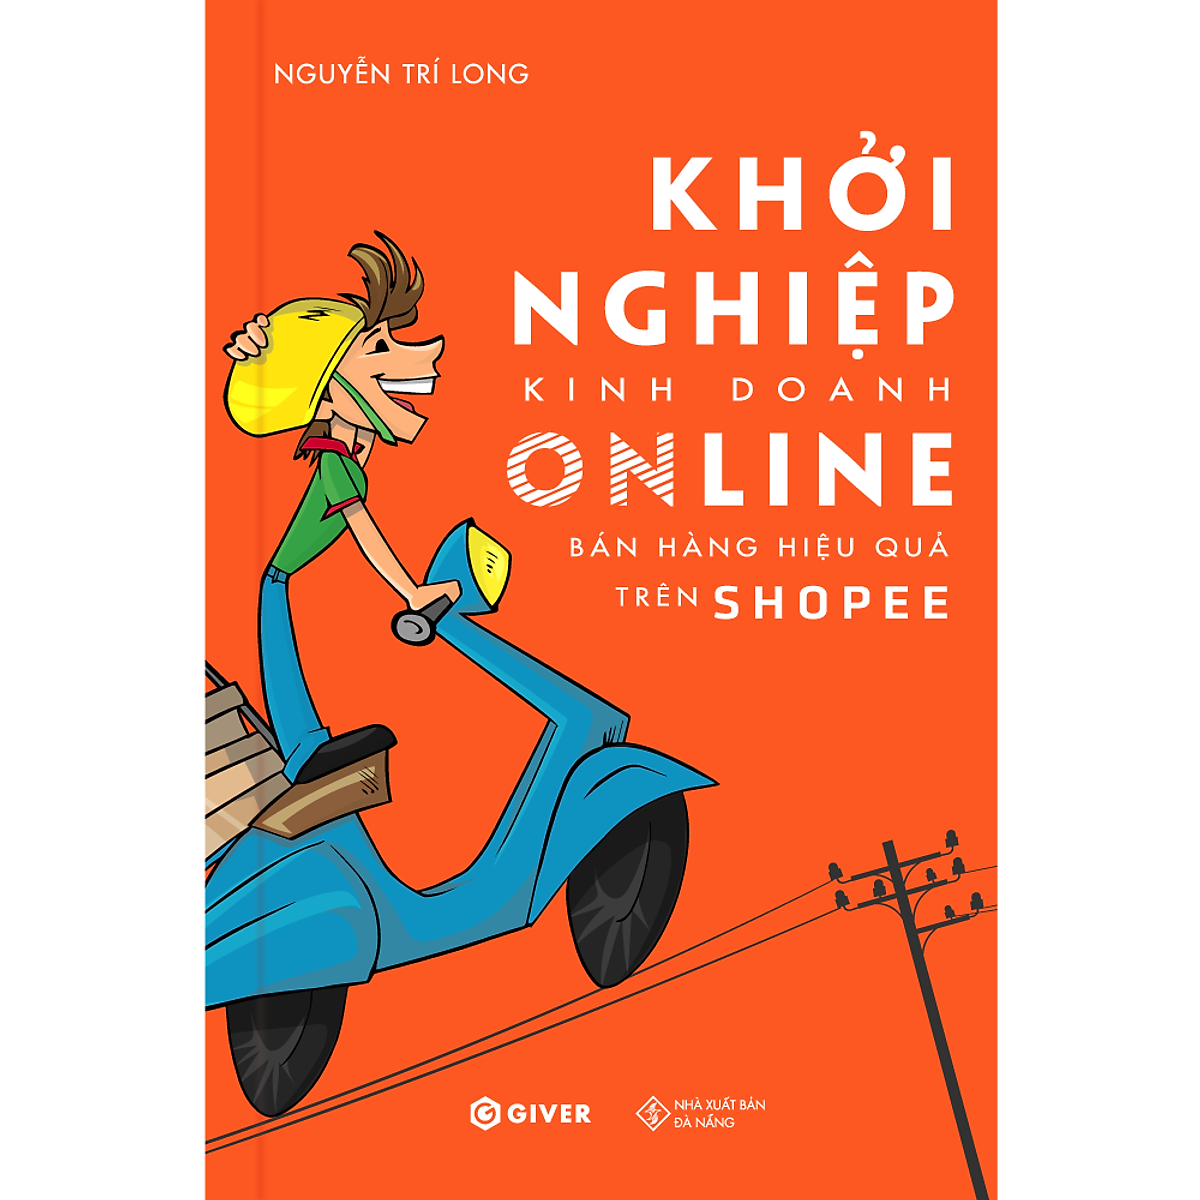 NGUYỄN TRÍ LONG
KHỞI
NGHIỆP
KINH DOANH
ONLINE
BÁN HÀNG HIỆU QUẢ
TRÊN SHOPEE
GIVER
NHÀ XUẤT BẢN
ĐÀ NẴNG